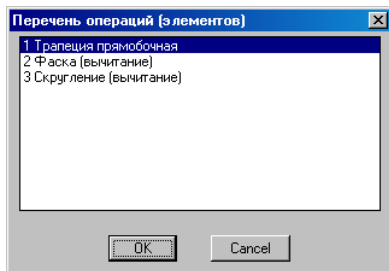 Перечень операций (элементов)
1 Трапеция прямобочная
2 Фаска (вычитание)
3 Скругление (вычитание)
OK
Cancel